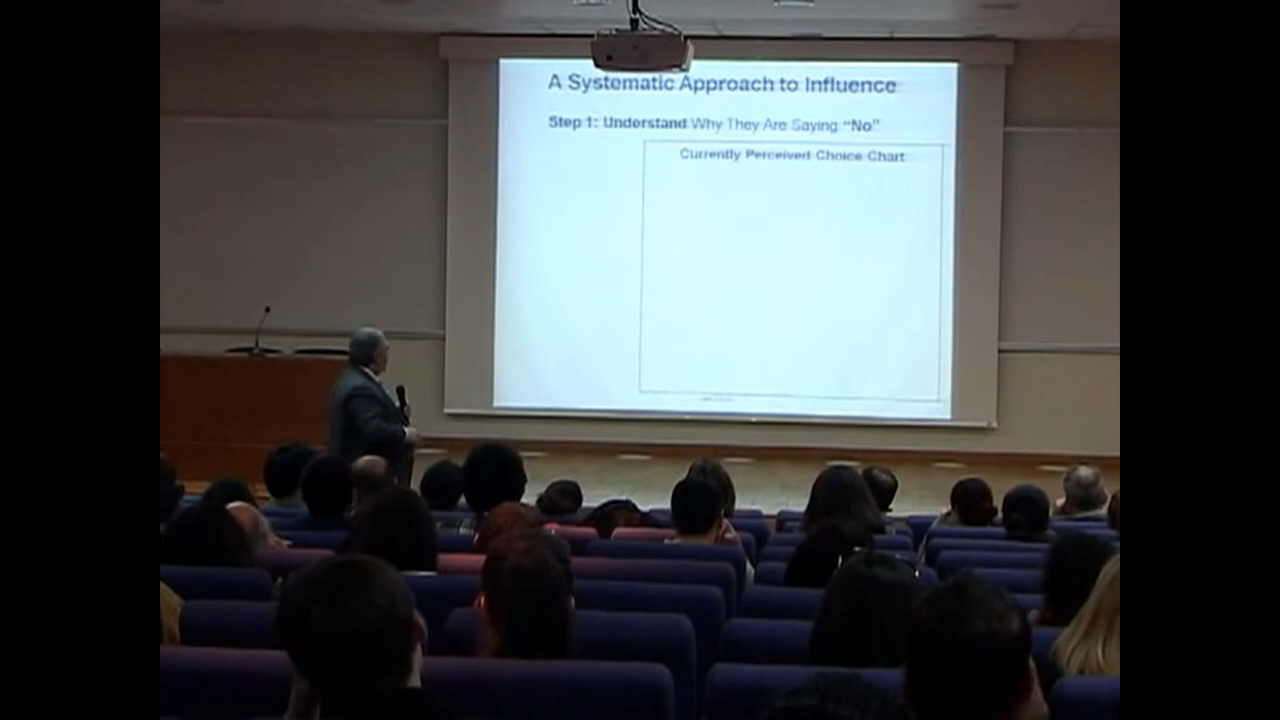 A Systematic Approach to Influence
Step 1: Understand Why They Are Saying "No"
Currently Perceived Choice Chart